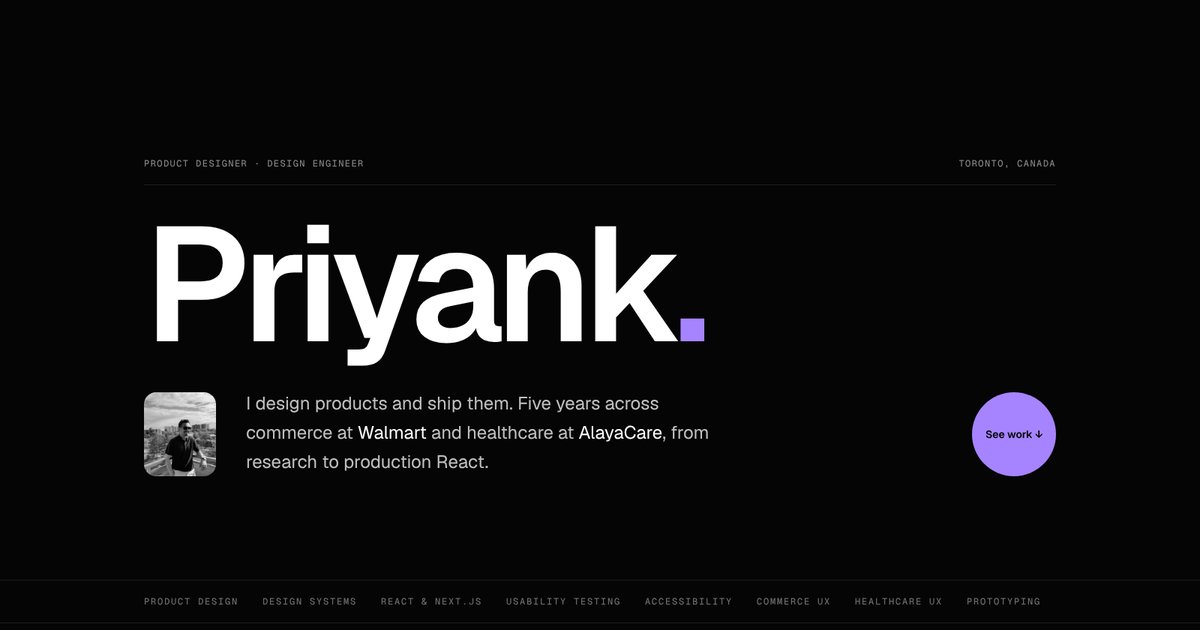 PRODUCT DESIGNER · DESIGN ENGINEER
TORONTO, CANADA
Priyank.
I design products and ship them. Five years across
commerce at Walmart and healthcare at AlayaCare, from
research to production React.
See work ↓
PRODUCT DESIGN DESIGN SYSTEMS REACT & NEXT.JS USABILITY TESTING ACCESSIBILITY COMMERCE UX HEALTHCARE UX PROTOTYPING